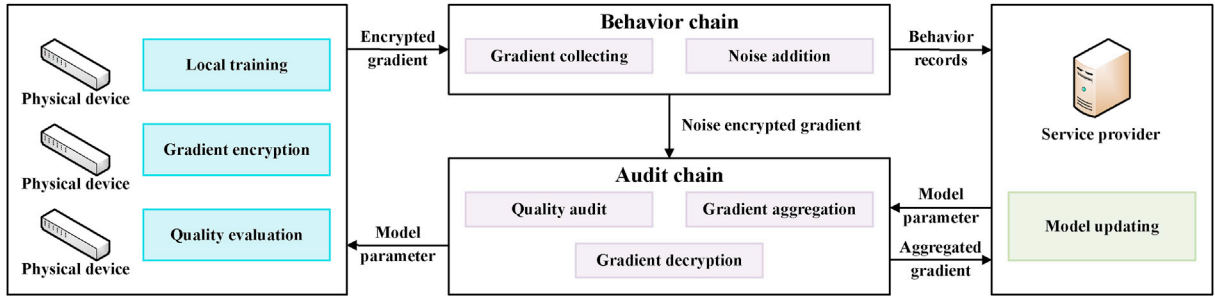 Physical device
Local training
Physical device
Gradient encryption
Physical device
Quality evaluation
Encrypted
gradient
Behavior chain
Gradient collecting
Noise addition
Behavior
records
Noise encrypted gradient
Audit chain
Quality audit
Gradient aggregation
Gradient decryption
Model
parameter
Model
parameter
Aggregated
gradient
Service provider
Model updating